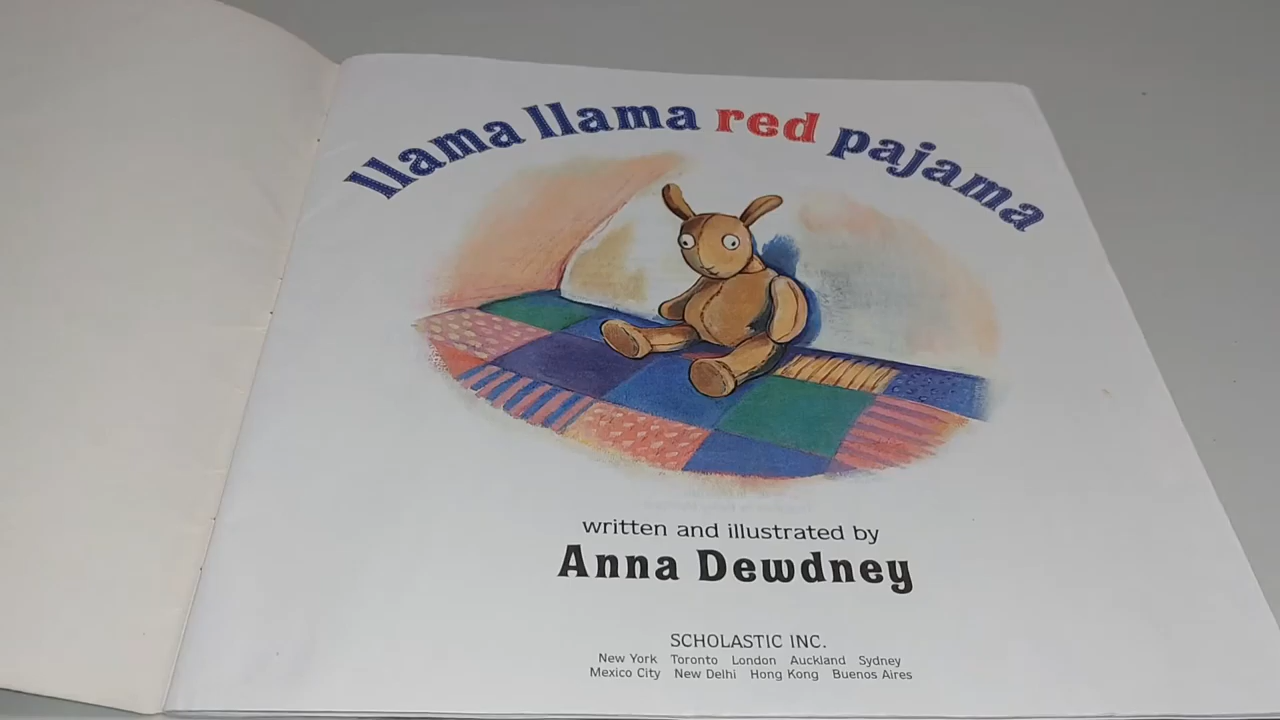 llama llama red pajama
written and illustrated by
Anna Dewdney
SCHOLASTIC INC.
New York Toronto London Auckland Sydney
Mexico City New Delhi Hong Kong Buenos Aires